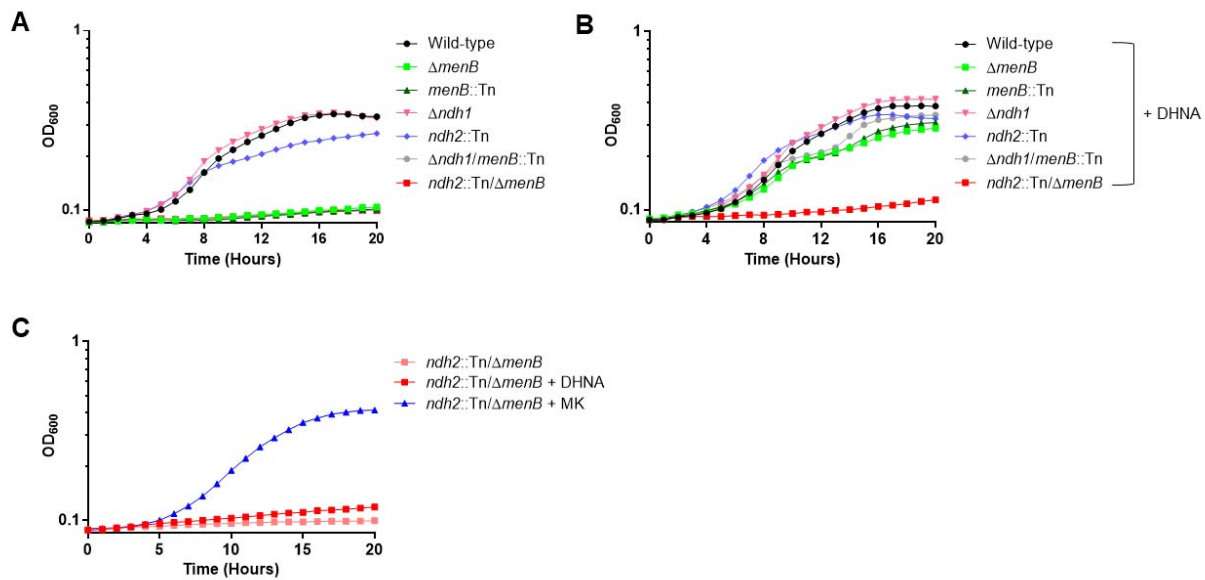 A
1
0.1
OD600
0
4
8
12
16
20
Time (Hours)
Wild-type
ΔmenB
menB::Tn
Δndh1
ndh2::Tn
Δndh1/menB::Tn
ndh2::Tn/ΔmenB
B
1
0.1
OD600
0
4
8
12
16
20
Time (Hours)
Wild-type
ΔmenB
menB::Tn
Δndh1
ndh2::Tn
Δndh1/menB::Tn
ndh2::Tn/ΔmenB
+ DHNA
C
1
0.1
OD600
0
5
10
15
20
Time (Hours)
ndh2::Tn/ΔmenB
ndh2::Tn/ΔmenB + DHNA
ndh2::Tn/ΔmenB + MK